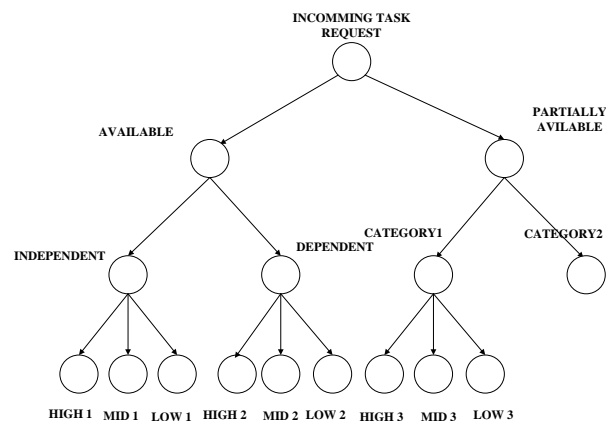 INCOMMING TASK
REQUEST
AVAILABLE
PARTIALLY
AVILABLE
INDEPENDENT
DEPENDENT
CATEGORY1
CATEGORY2
HIGH 1
MID 1
LOW 1
HIGH 2
MID 2
LOW 2
HIGH 3
MID 3
LOW 3